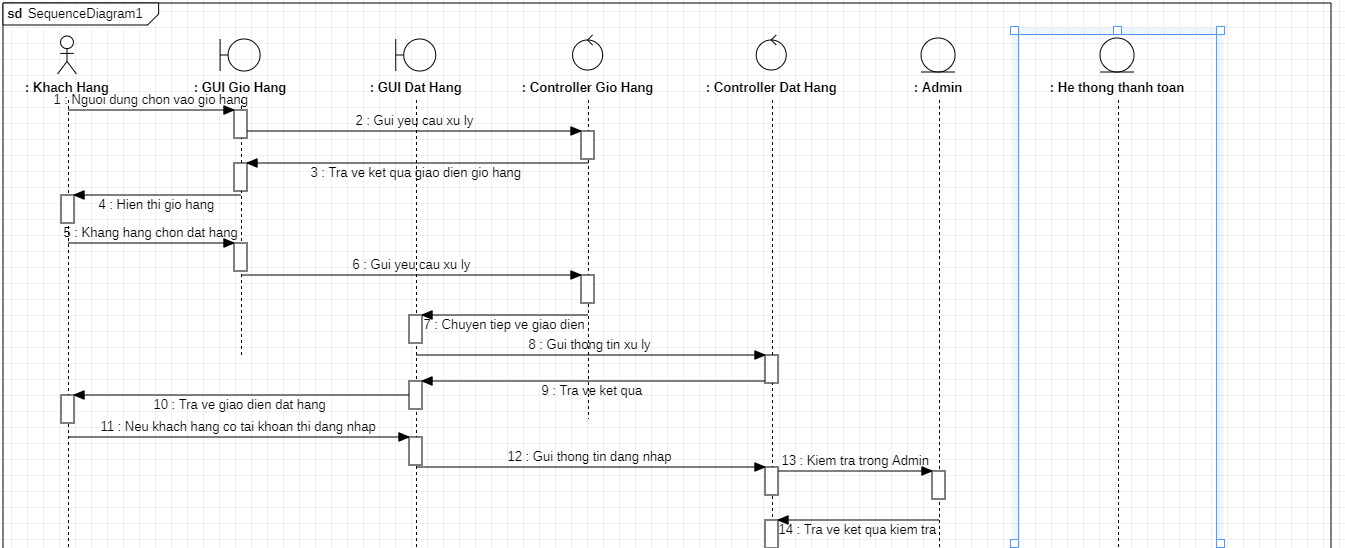 sd SequenceDiagram1
: Khach Hang
: GUI Gio Hang
: GUI Dat Hang
: Controller Gio Hang
: Controller Dat Hang
: Admin
: He thong thanh toan
1 : Nguoi dung chon vao gio hang
2 : Gui yeu cau xu ly
3 : Tra ve ket qua giao dien gio hang
4 : Hien thi gio hang
5 : Khang hang chon dat hang
6 : Gui yeu cau xu ly
7 : Chuyen tiep ve giao dien
8 : Gui thong tin xu ly
9 : Tra ve ket qua
10 : Tra ve giao dien dat hang
11 : Neu khach hang co tai khoan thi dang nhap
12 : Gui thong tin dang nhap
13 : Kiem tra trong Admin
14 : Tra ve ket qua kiem tra